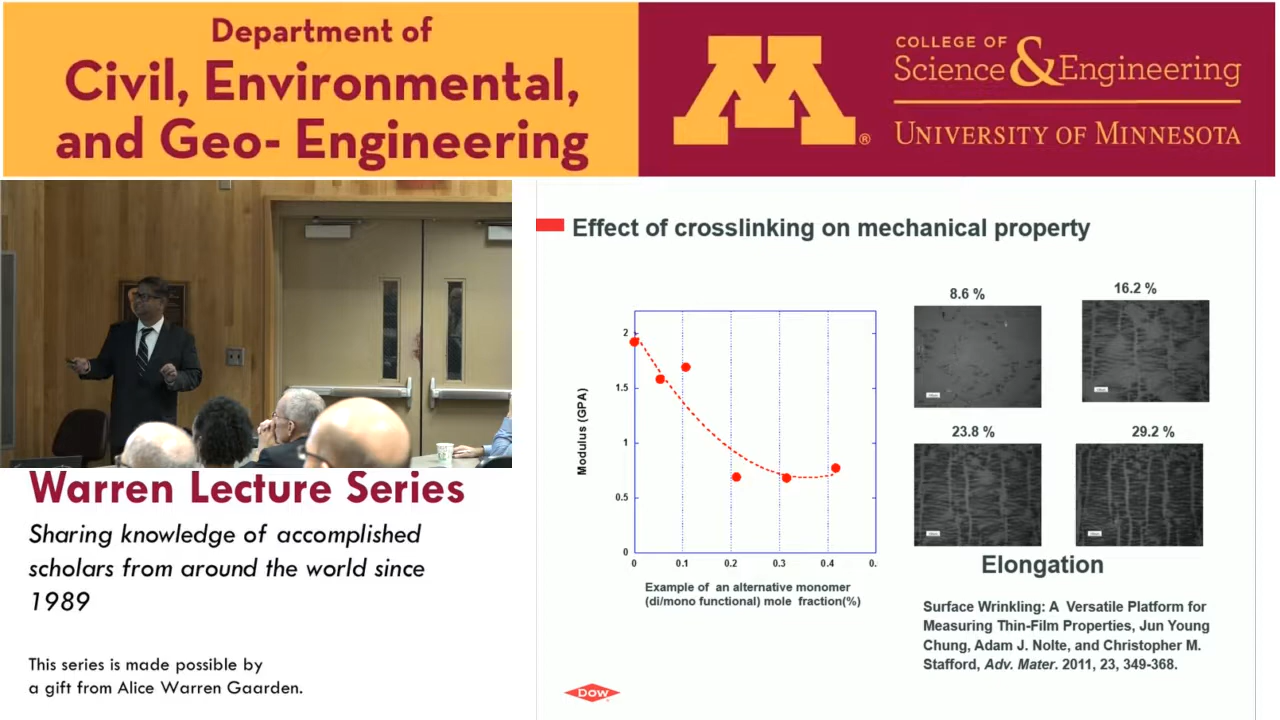 Department of
Civil, Environmental,
and Geo- Engineering
COLLEGE OF
Science & Engineering
UNIVERSITY OF MINNESOTA
Effect of crosslinking on mechanical property
2
1.5
1
0.5
0
Modulus (GPA)
0
0.1
0.2
0.3
0.4
0.
Example of an alternative monomer
(di/mono functional) mole fraction(%)
8.6 %
16.2 %
23.8 %
29.2 %
Elongation
Surface Wrinkling: A Versatile Platform for
Measuring Thin-Film Properties, Jun Young
Chung, Adam J. Nolte, and Christopher M.
Stafford, Adv. Mater. 2011, 23, 349-368.
Dow
Warren Lecture Series
Sharing knowledge of accomplished
scholars from around the world since
1989
This series is made possible by
a gift from Alice Warren Gaarden.